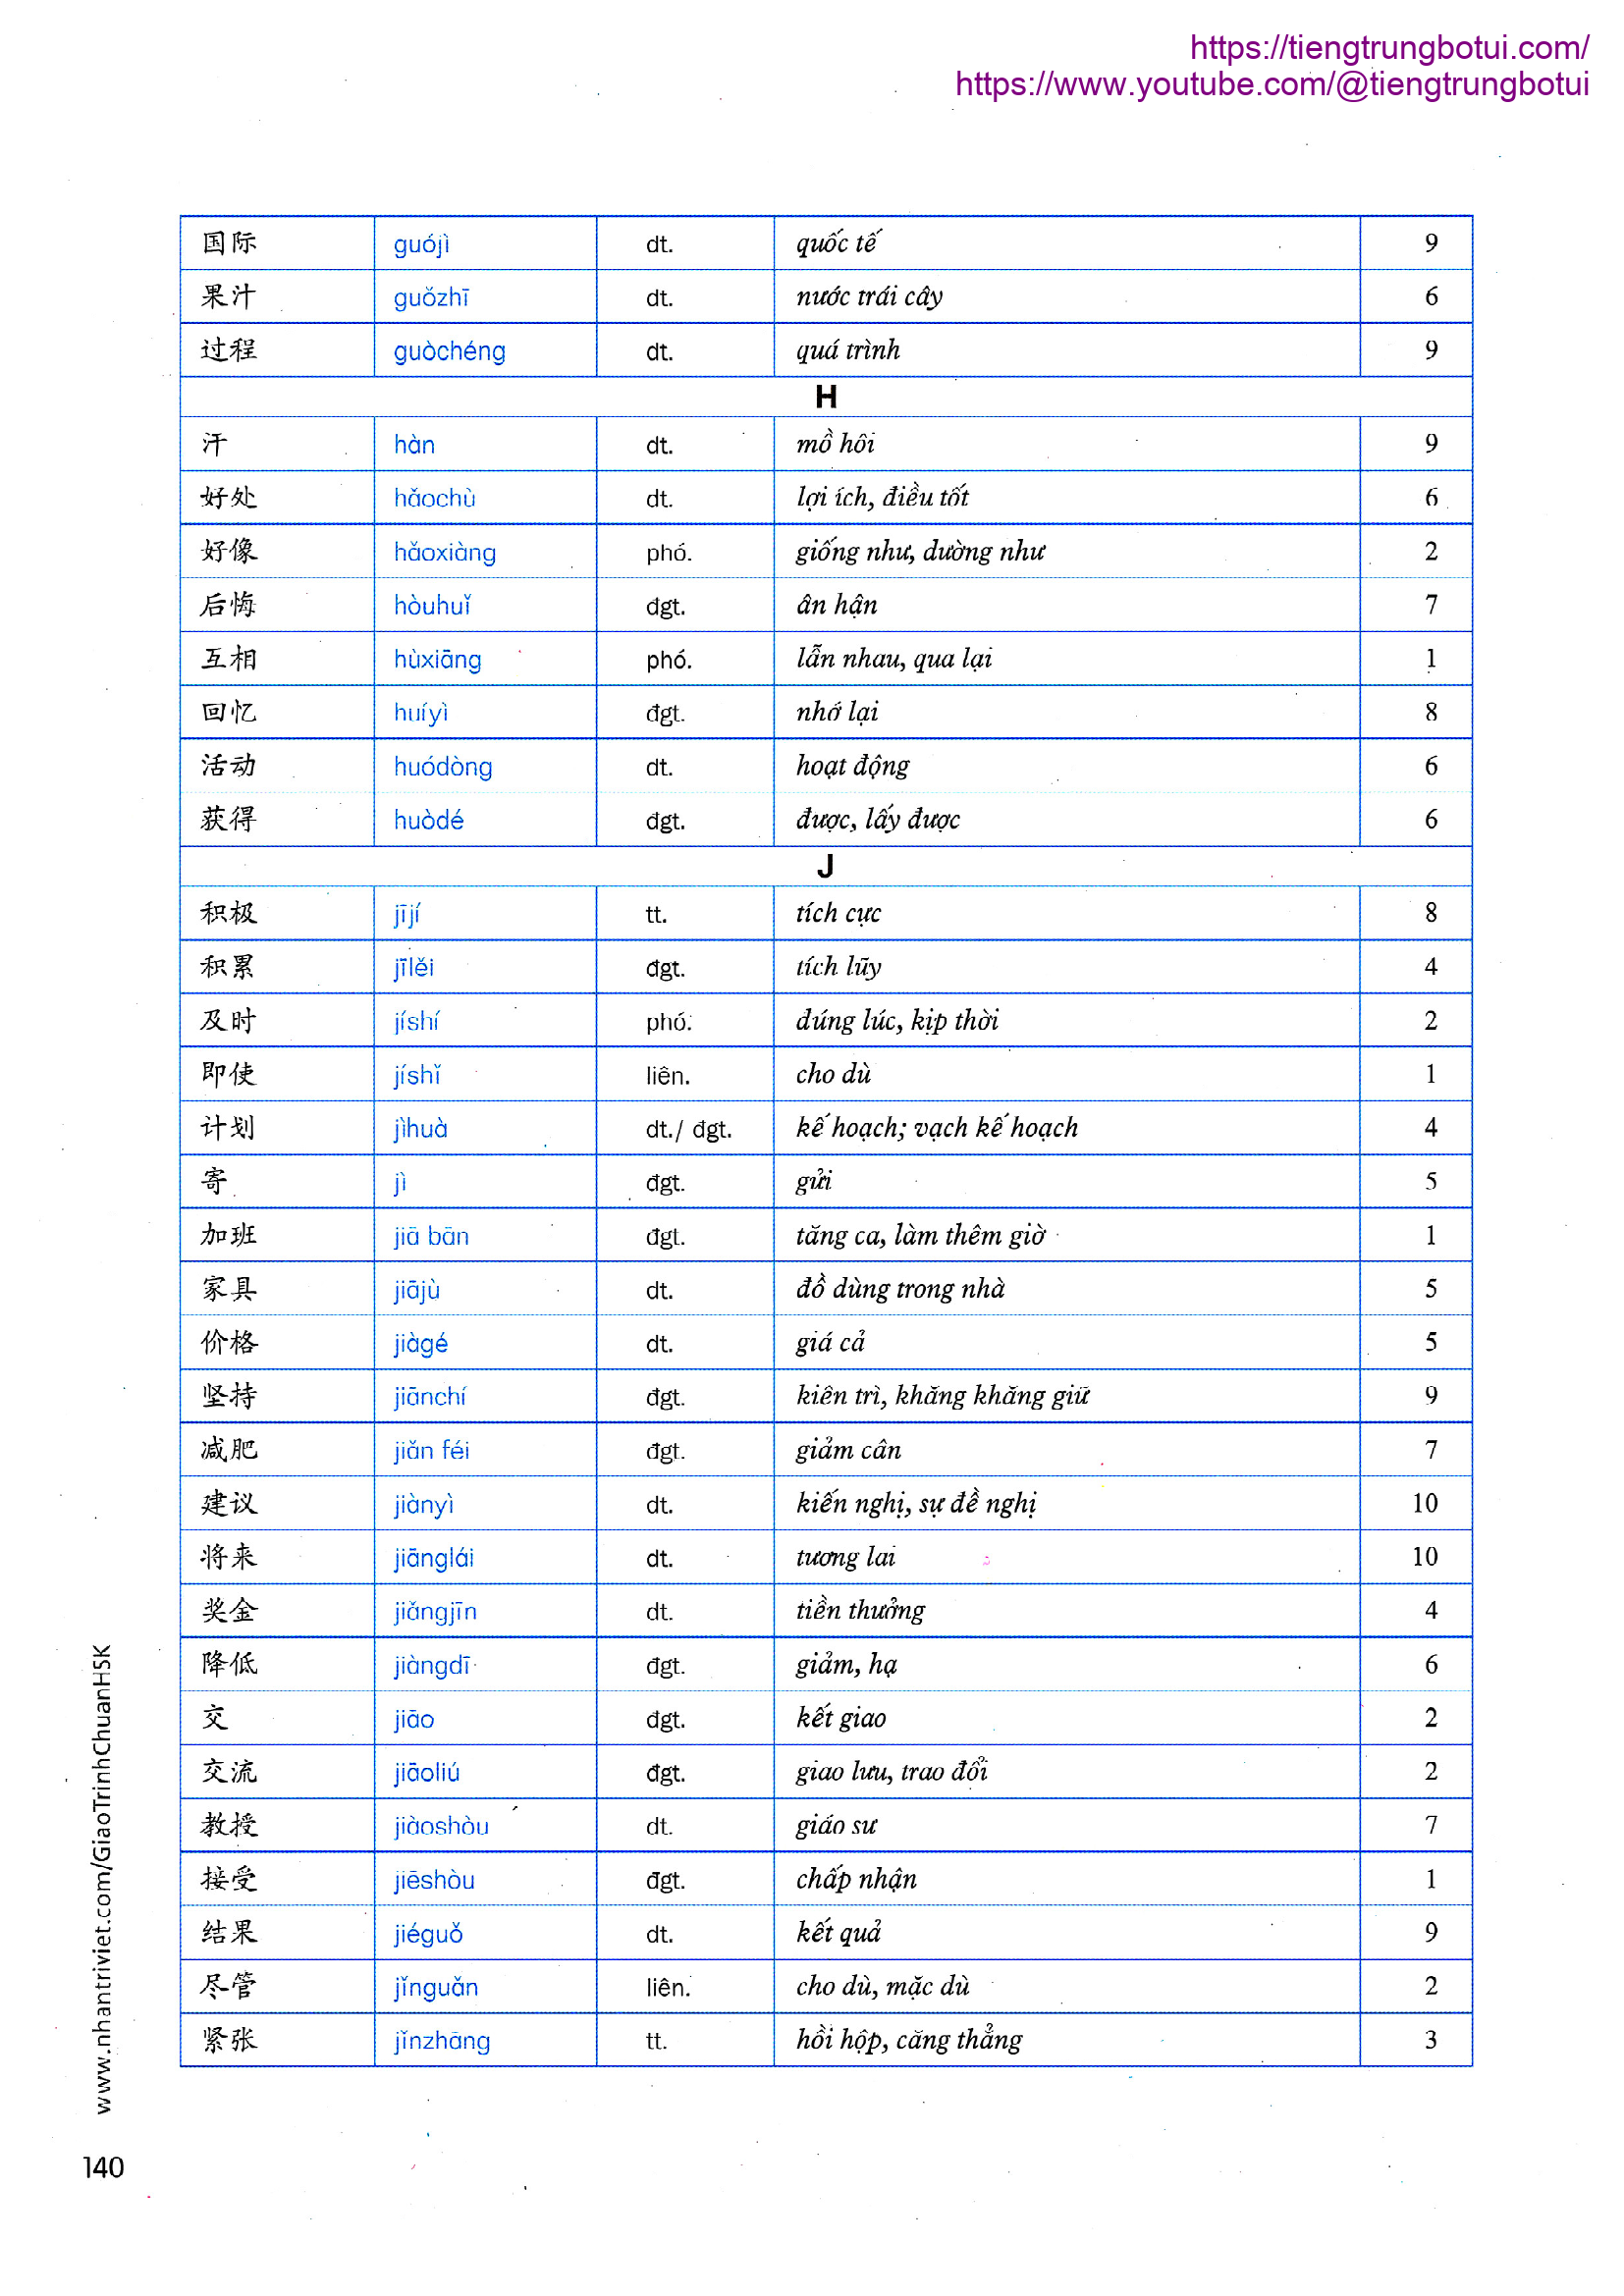 https://tiengtrungbotui.com/
https://www.youtube.com/@tiengtrungbotui
国际 guójì dt. quốc tế 9
果汁 guǒzhī dt. nước trái cây 6
过程 guòchéng dt. quá trình 9
H
汗 hàn dt. mồ hôi 9
好处 hǎochù dt. lợi ích, điều tốt 6
好像 hǎoxiàng phó. giống như, dường như 2
后悔 hòuhuǐ đgt. ân hận 7
互相 hùxiāng phó. lẫn nhau, qua lại 1
回忆 huíyì đgt. nhớ lại 8
活动 huódòng dt. hoạt động 6
获得 huòdé đgt. được, lấy được 6
J
积极 jījí tt. tích cực 8
积累 jīlěi đgt. tích lũy 4
及时 jíshí phó. đúng lúc, kịp thời 2
即使 jíshǐ liên. cho dù 1
计划 jìhuà dt./ đgt. kế hoạch; vạch kế hoạch 4
寄 jì đgt. gửi 5
加班 jiā bān đgt. tăng ca, làm thêm giờ 1
家具 jiājù dt. đồ dùng trong nhà 5
价格 jiàgé dt. giá cả 5
坚持 jiānchí đgt. kiên trì, khăng khăng giữ 9
减肥 jiǎn féi đgt. giảm cân 7
建议 jiànyì dt. kiến nghị, sự đề nghị 10
将来 jiānglái dt. tương lai 10
奖金 jiǎngjīn dt. tiền thưởng 4
降低 jiàngdī đgt. giảm, hạ 6
交 jiāo đgt. kết giao 2
交流 jiāoliú đgt. giao lưu, trao đổi 2
教授 jiàoshòu dt. giáo sư 7
接受 jiēshòu đgt. chấp nhận 1
结果 jiéguǒ dt. kết quả 9
尽管 jǐnguǎn liên. cho dù, mặc dù 2
紧张 jǐnzhāng tt. hồi hộp, căng thẳng 3
www.nhantriviet.com/GiaoTrinhChuanHSK
140